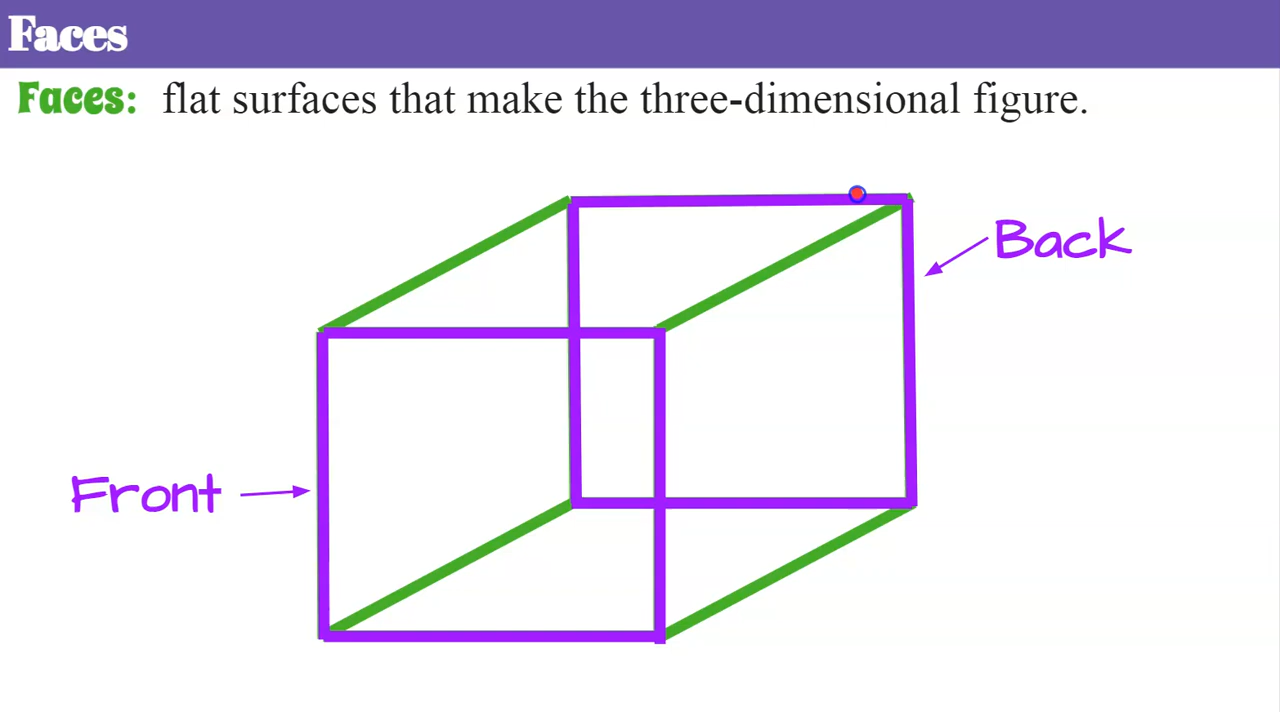 Faces
Faces: flat surfaces that make the three-dimensional figure.
Back
Front